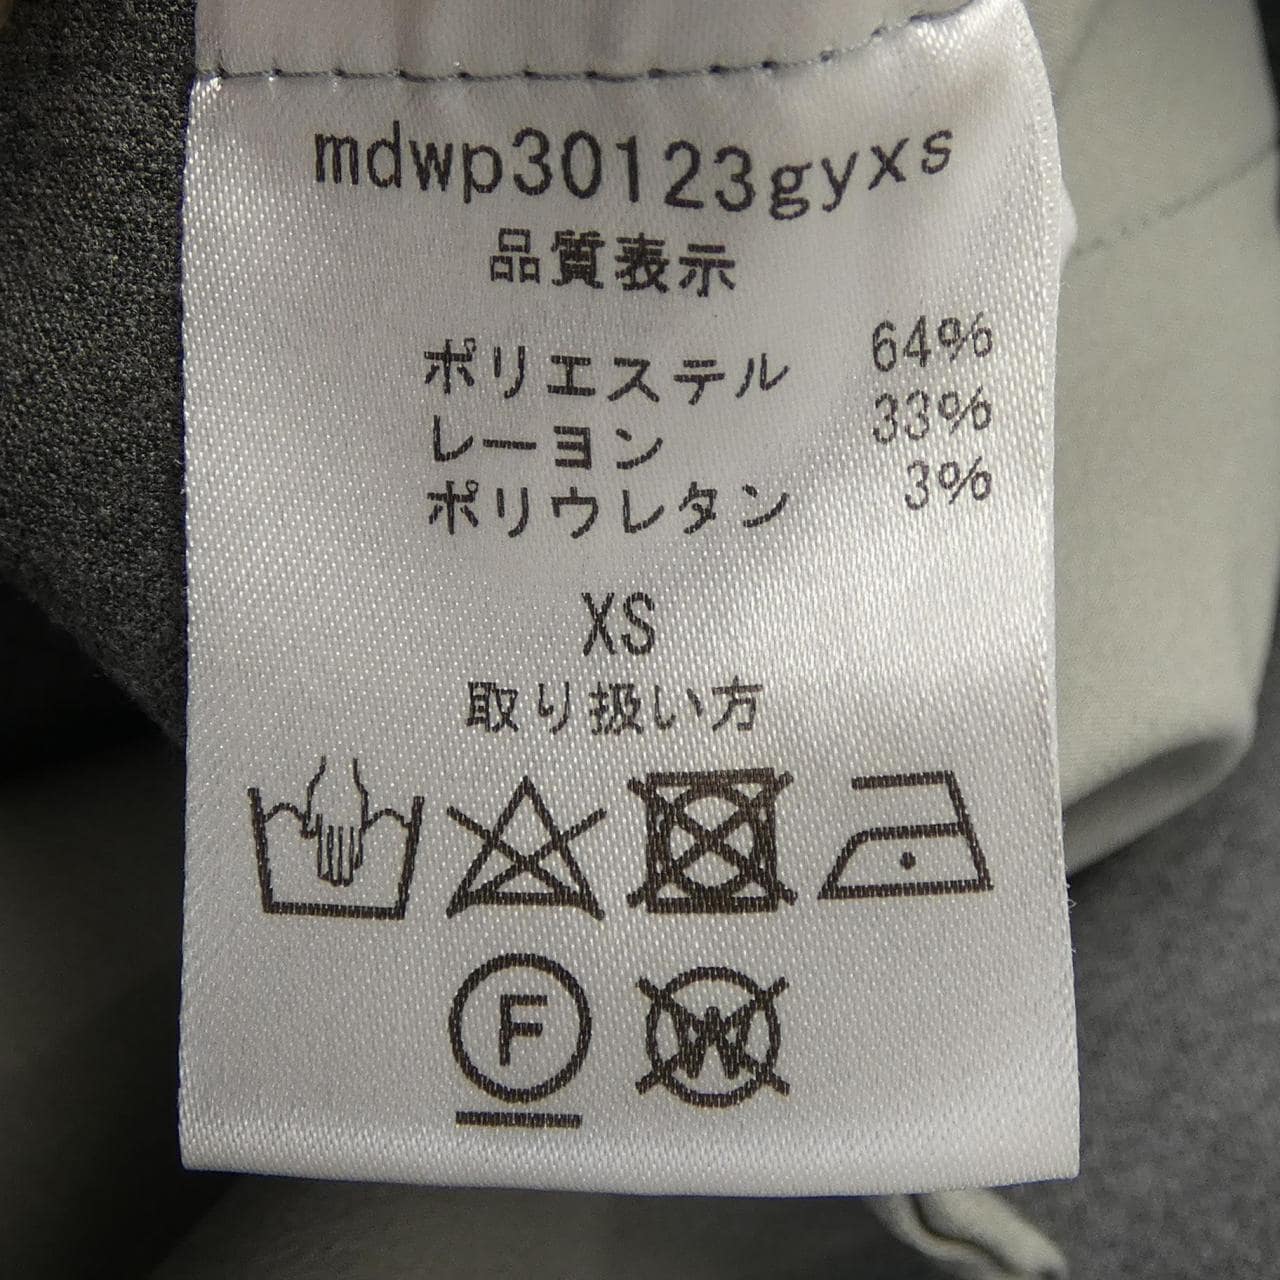 mdwp30123gyxs
品質表示
ポリエステル 64%
レーヨン 33%
ポリウレタン 3%
XS
取り扱い方
F W